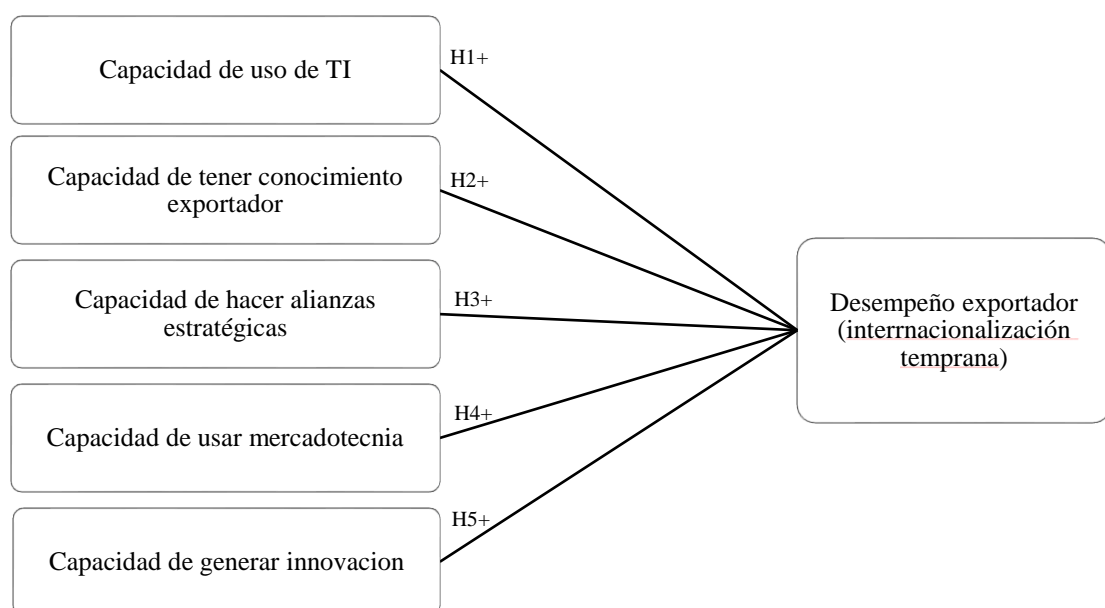 Capacidad de uso de TI
H1+
Capacidad de tener conocimiento
exportador
H2+
Capacidad de hacer alianzas
estratégicas
H3+
Capacidad de usar mercadotecnia
H4+
Capacidad de generar innovacion
H5+
Desempeño exportador
(interrnacionalización
temprana)